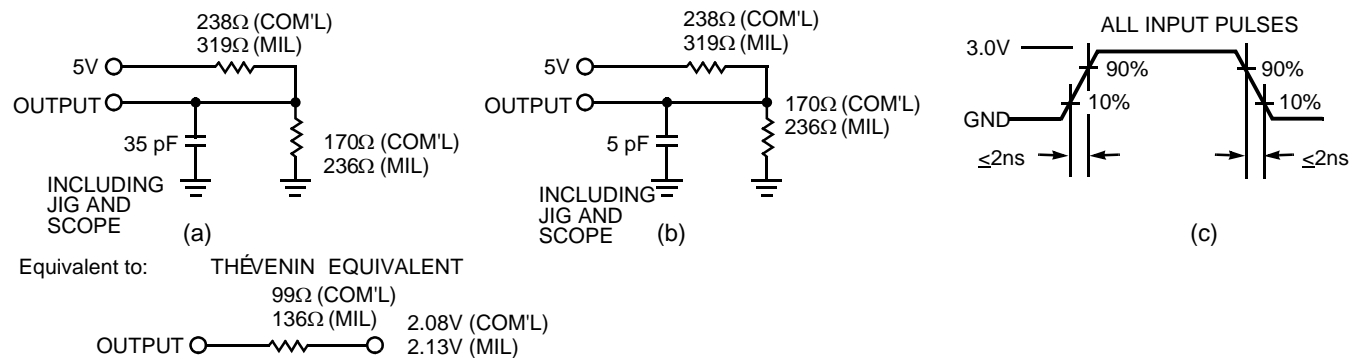 238Ω (COM'L)
319Ω (MIL)
5V
OUTPUT
35 pF
170Ω (COM'L)
236Ω (MIL)
INCLUDING
JIG AND
SCOPE
(a)
238Ω (COM'L)
319Ω (MIL)
5V
OUTPUT
5 pF
170Ω (COM'L)
236Ω (MIL)
INCLUDING
JIG AND
SCOPE
(b)
ALL INPUT PULSES
3.0V
90%
10%
GND
90%
10%
≤2ns
≤2ns
(c)
Equivalent to: THÉVENIN EQUIVALENT
99Ω (COM'L)
136Ω (MIL)
OUTPUT
2.08V (COM'L)
2.13V (MIL)